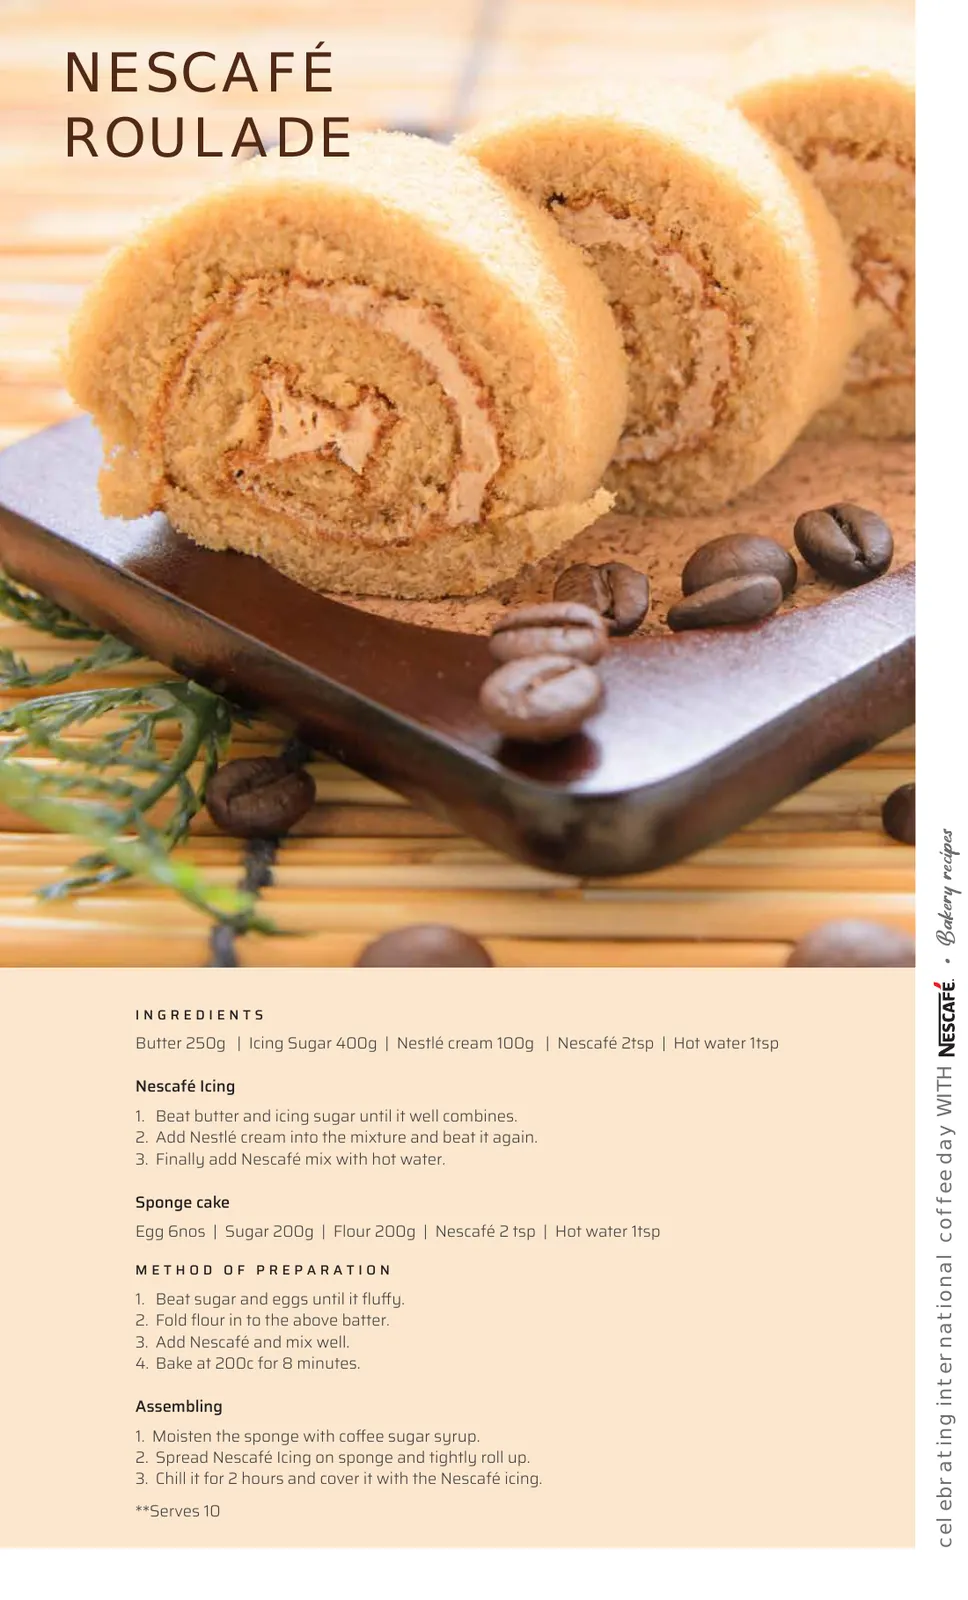 NESCAFÉ
ROULADE
INGREDIENTS
Butter 250g | Icing Sugar 400g | Nestlé cream 100g | Nescafé 2tsp | Hot water 1tsp
Nescafé Icing
1. Beat butter and icing sugar until it well combines.
2. Add Nestlé cream into the mixture and beat it again.
3. Finally add Nescafé mix with hot water.
Sponge cake
Egg 6nos | Sugar 200g | Flour 200g | Nescafé 2 tsp | Hot water 1tsp
METHOD OF PREPARATION
1. Beat sugar and eggs until it fluffy.
2. Fold flour in to the above batter.
3. Add Nescafé and mix well.
4. Bake at 200c for 8 minutes.
Assembling
1. Moisten the sponge with coffee sugar syrup.
2. Spread Nescafé Icing on sponge and tightly roll up.
3. Chill it for 2 hours and cover it with the Nescafé icing.
**Serves 10
celebrating international coffee day WITH NESCAFÉ. • Bakery recipes